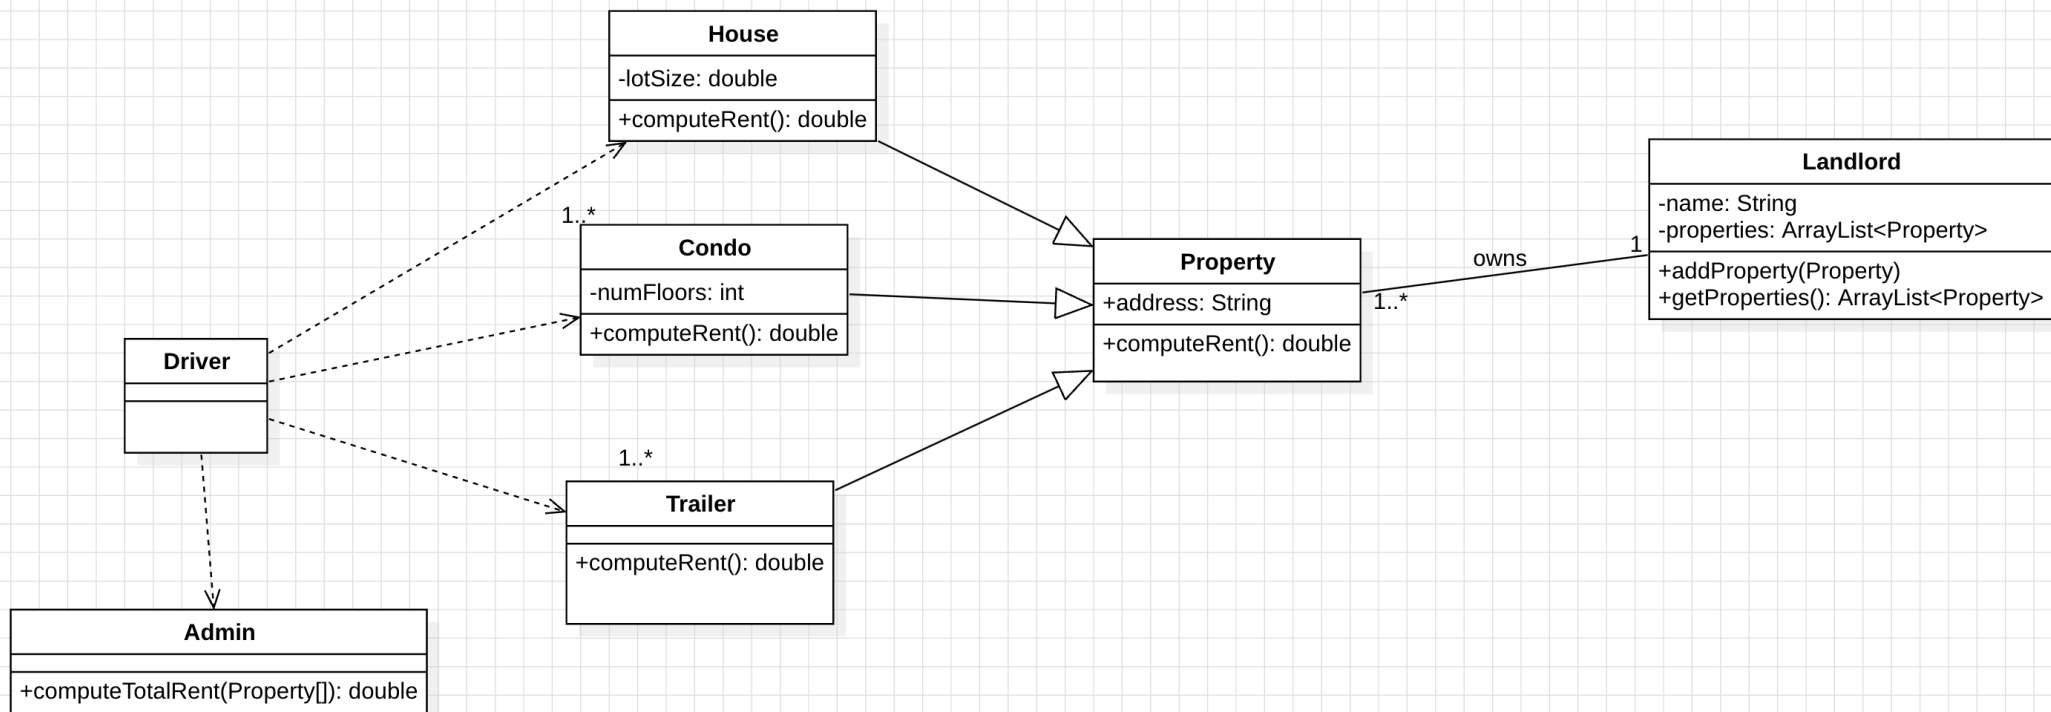 House
-lotSize: double
+computeRent(): double
1..*
Condo
-numFloors: int
+computeRent(): double
Driver
1..*
Trailer
+computeRent(): double
Admin
+computeTotalRent(Property[]): double
Property
+address: String
+computeRent(): double
owns
1
1..*
Landlord
-name: String
-properties: ArrayList<Property>
+addProperty(Property)
+getProperties(): ArrayList<Property>